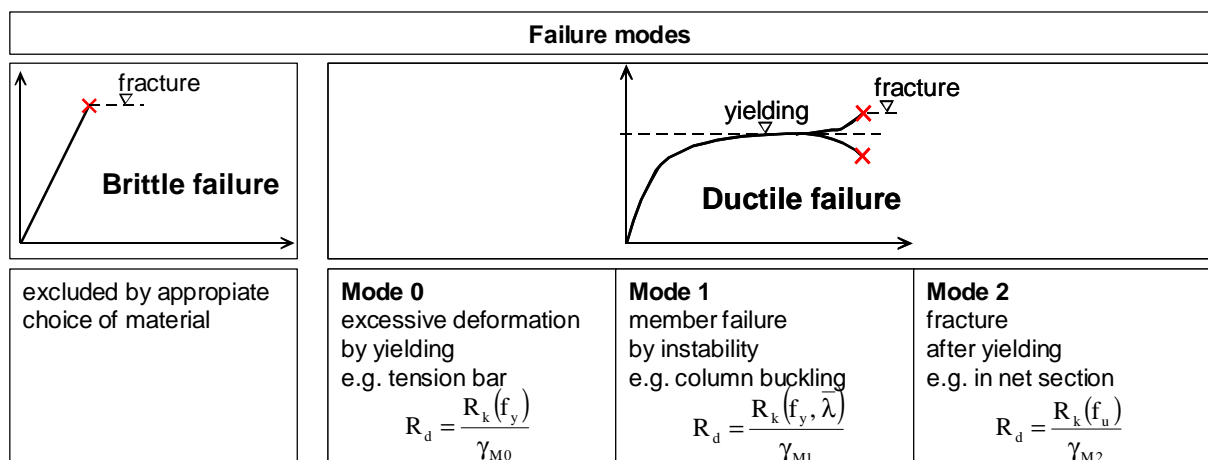 Failure modes
fracture
Brittle failure
yielding
fracture
Ductile failure
excluded by appropiate
choice of material
Mode 0
excessive deformation
by yielding
e.g. tension bar
R_d = R_k(f_y) / γ_M0
Mode 1
member failure
by instability
e.g. column buckling
R_d = R_k(f_y, λ̄) / γ_M1
Mode 2
fracture
after yielding
e.g. in net section
R_d = R_k(f_u) / γ_M2